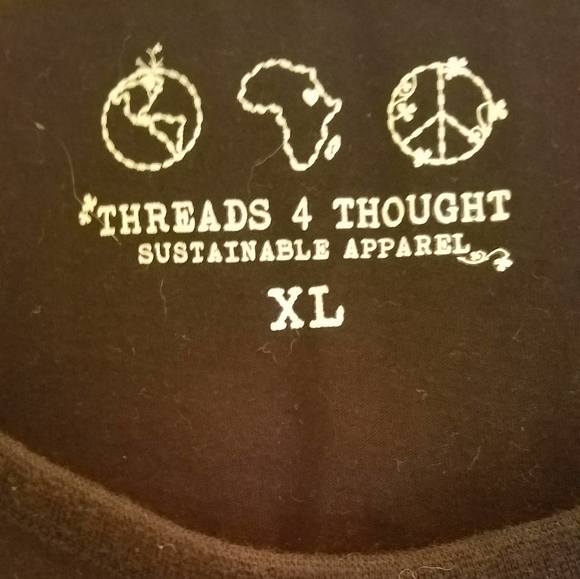 THREADS 4 THOUGHT
SUSTAINABLE APPAREL
XL